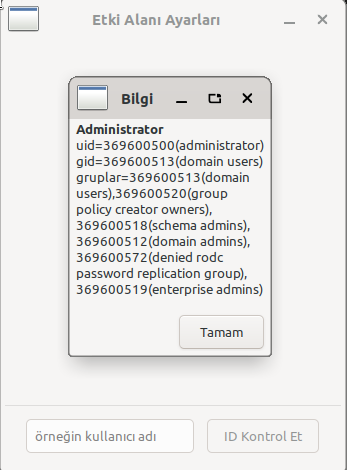 Etki Alanı Ayarları
Bilgi
Administrator
uid=369600500(administrator)
gid=369600513(domain users)
gruplar=369600513(domain
users),369600520(group
policy creator owners),
369600518(schema admins),
369600512(domain admins),
369600572(denied rodc
password replication group),
369600519(enterprise admins)
Tamam
örneğin kullanıcı adı
ID Kontrol Et